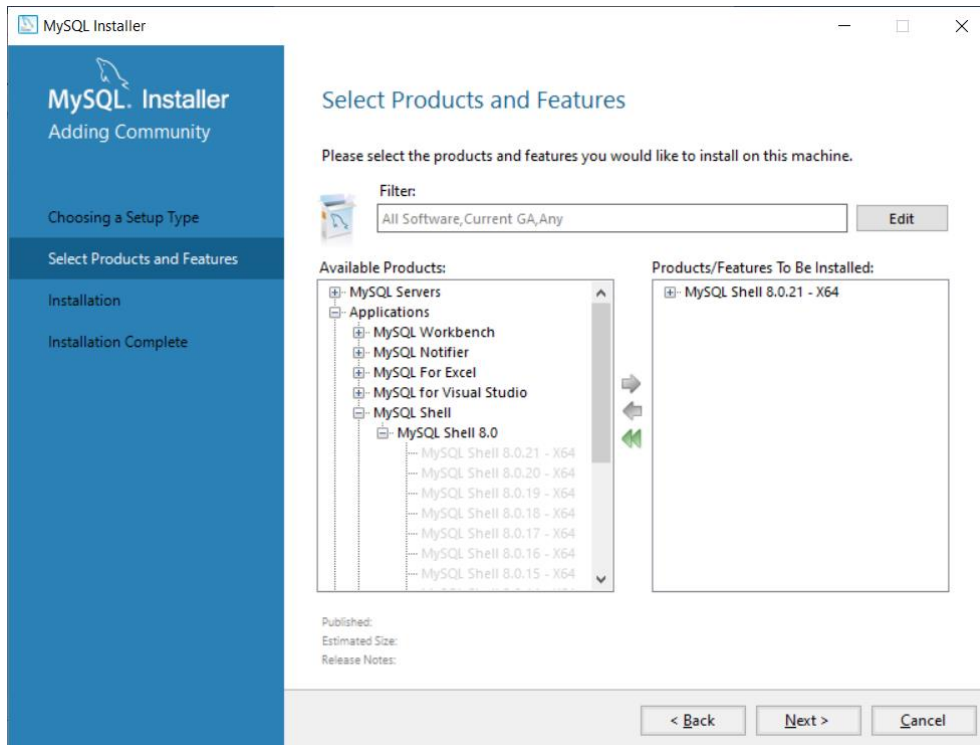 MySQL Installer
MySQL. Installer
Adding Community
Choosing a Setup Type
Select Products and Features
Installation
Installation Complete
Select Products and Features
Please select the products and features you would like to install on this machine.
Filter:
All Software,Current GA,Any
Edit
Available Products:
MySQL Servers
Applications
MySQL Workbench
MySQL Notifier
MySQL For Excel
MySQL for Visual Studio
MySQL Shell
MySQL Shell 8.0
MySQL Shell 8.0.21 - X64
MySQL Shell 8.0.20 - X64
MySQL Shell 8.0.19 - X64
MySQL Shell 8.0.18 - X64
MySQL Shell 8.0.17 - X64
MySQL Shell 8.0.16 - X64
MySQL Shell 8.0.15 - X64
Products/Features To Be Installed:
MySQL Shell 8.0.21 - X64
Published:
Estimated Size:
Release Notes:
< Back
Next >
Cancel